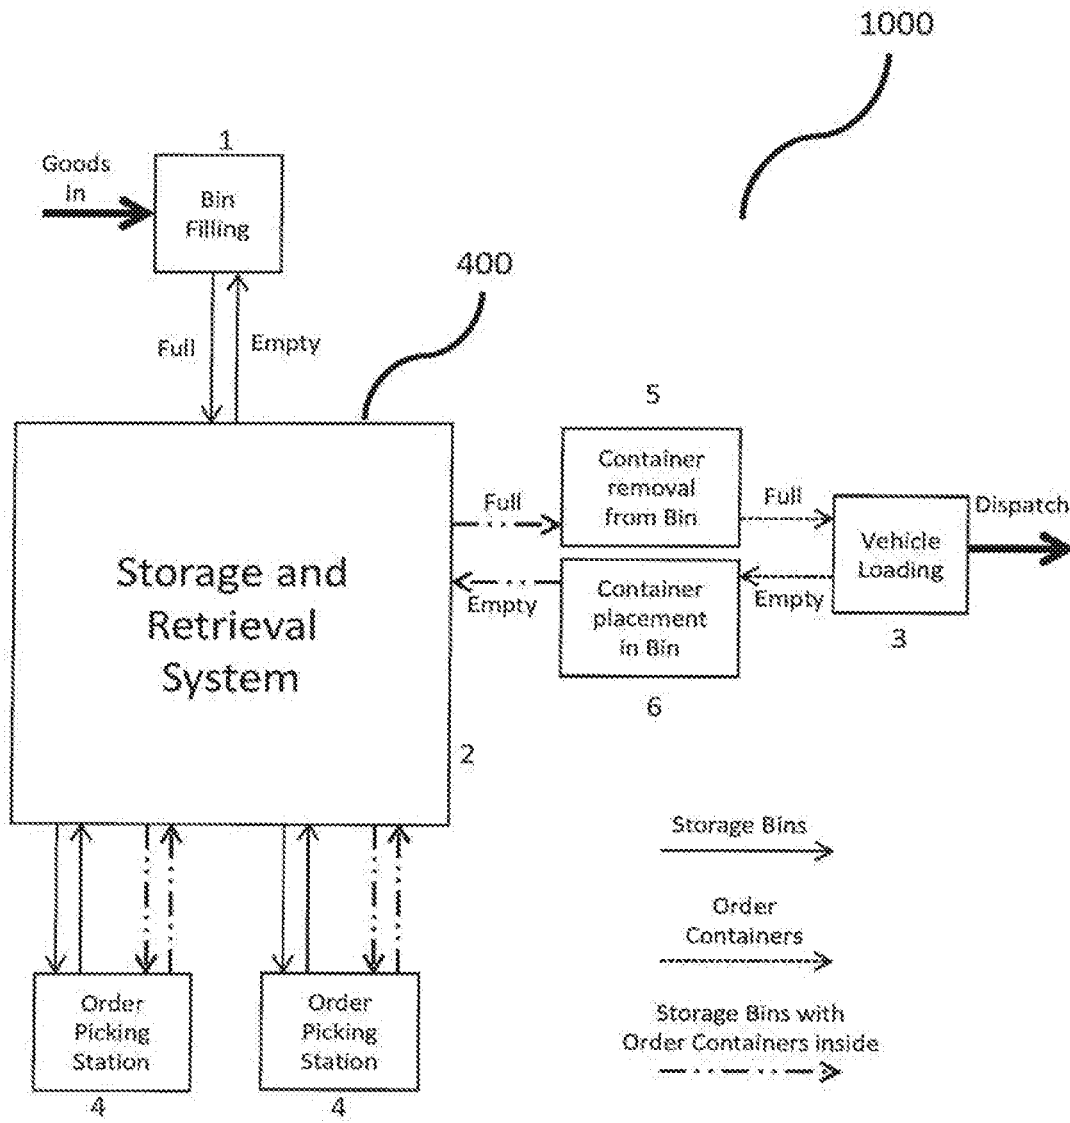 1000
1
Goods
In
Bin
Filling
400
Full
Empty
5
Container
removal
from Bin
Full
Full
Dispatch
Vehicle
Loading
Storage and
Retrieval
System
Empty
Container
placement
in Bin
Empty
3
6
2
Storage Bins
Order
Containers
Storage Bins with
Order Containers inside
Order
Picking
Station
Order
Picking
Station
4
4